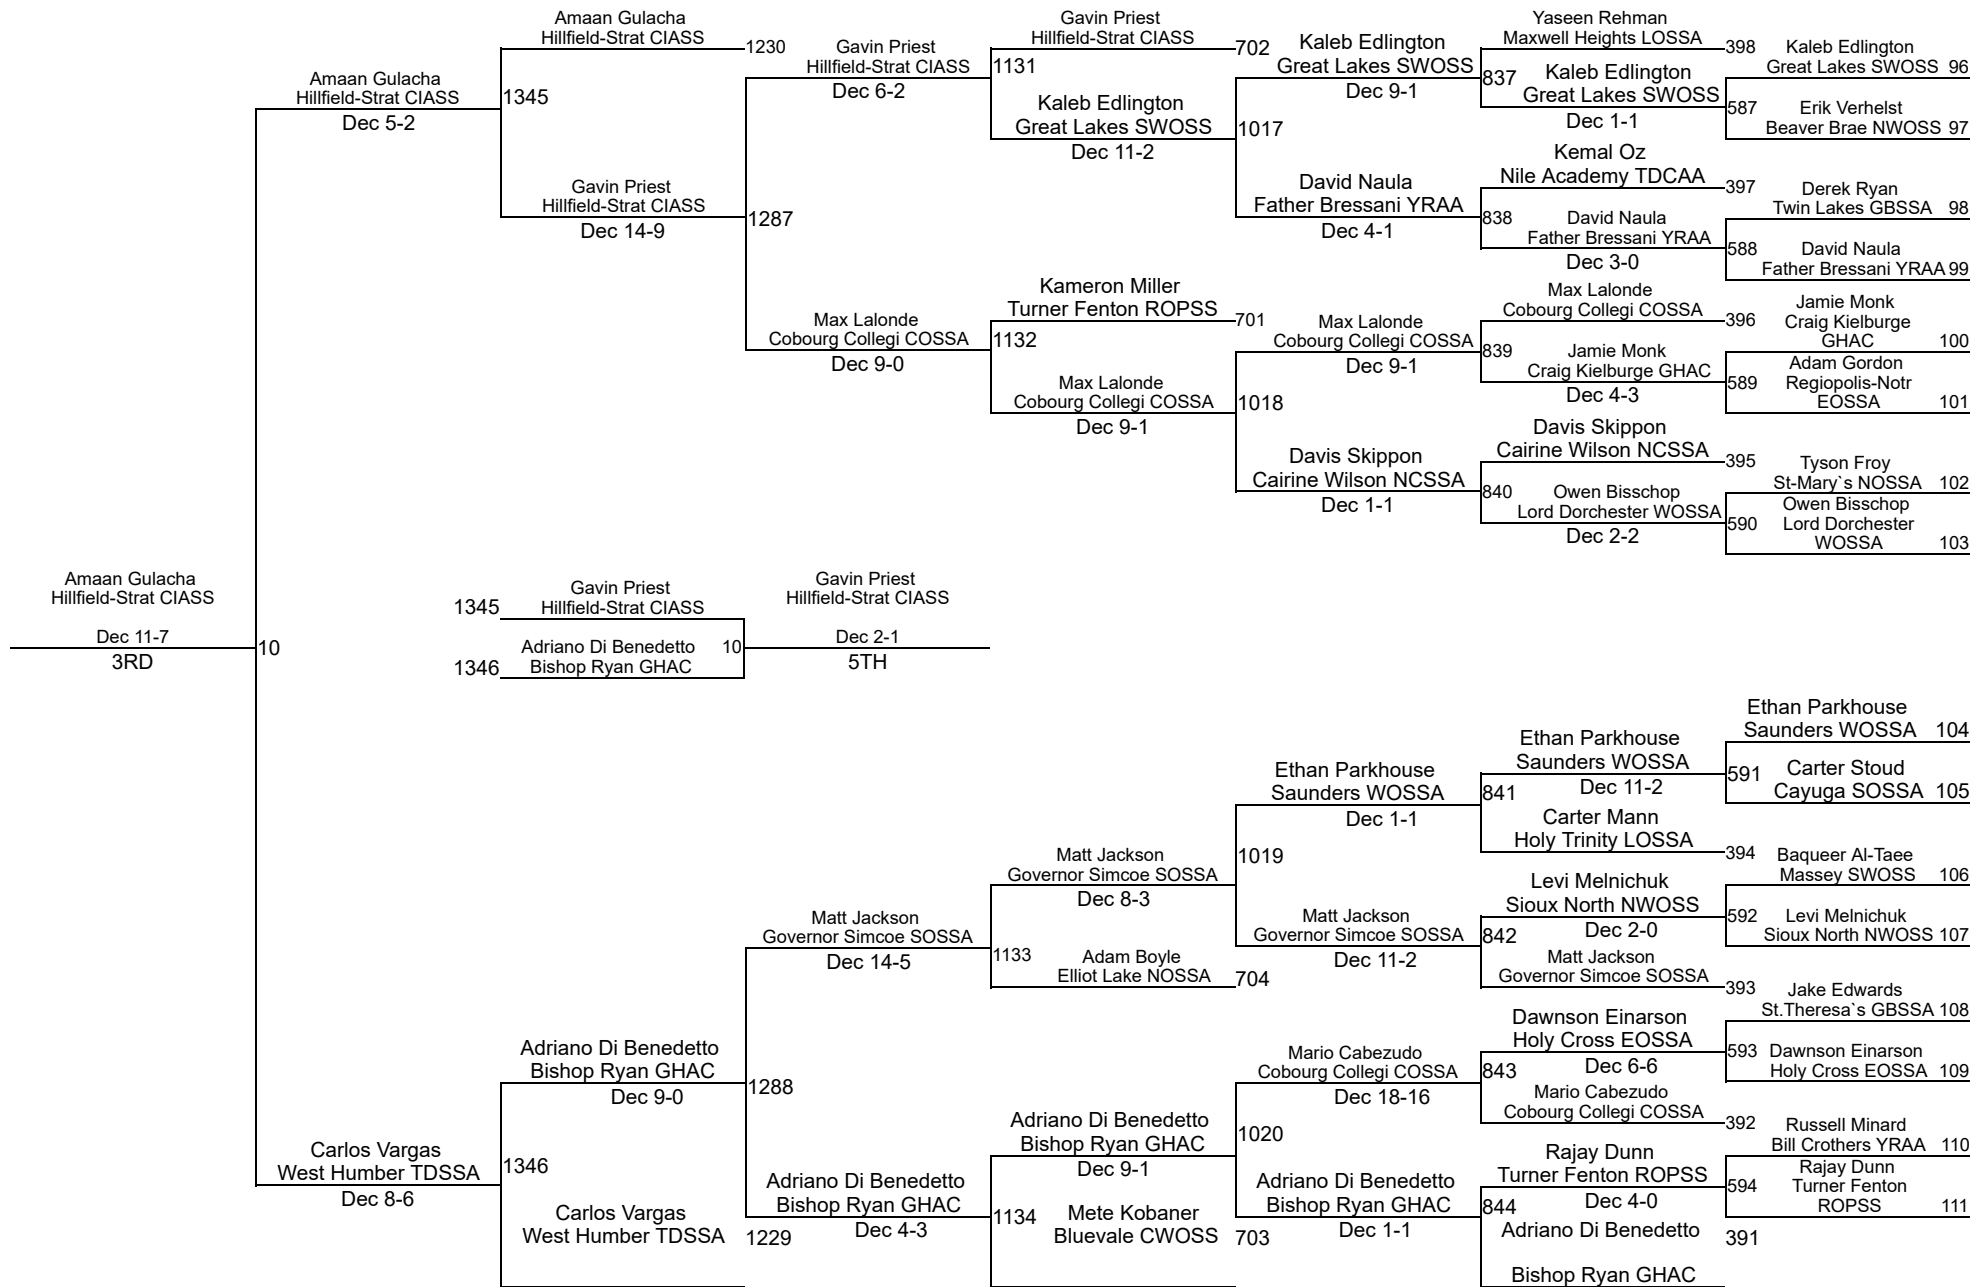 Amaan Gulacha
Hillfield-Strat CIASS
1230
Gavin Priest
Hillfield-Strat CIASS
702
Yaseen Rehman
Maxwell Heights LOSSA
398
Kaleb Edlington
Great Lakes SWOSS 96
Gavin Priest
Hillfield-Strat CIASS
Dec 6-2
1131
Kaleb Edlington
Great Lakes SWOSS
Dec 9-1
837
Kaleb Edlington
Great Lakes SWOSS
Dec 1-1
587
Erik Verhelst
Beaver Brae NWOSS 97
Amaan Gulacha
Hillfield-Strat CIASS
Dec 5-2
1345
Kaleb Edlington
Great Lakes SWOSS
Dec 11-2
1017
Kemal Oz
Nile Academy TDCAA
397
Derek Ryan
Twin Lakes GBSSA 98
Gavin Priest
Hillfield-Strat CIASS
Dec 14-9
1287
David Naula
Father Bressani YRAA
Dec 4-1
838
David Naula
Father Bressani YRAA
Dec 3-0
588
David Naula
Father Bressani YRAA 99
Kameron Miller
Turner Fenton ROPSS
701
Max Lalonde
Cobourg Collegi COSSA
396
Jamie Monk
Craig Kielburge
GHAC 100
Max Lalonde
Cobourg Collegi COSSA
Dec 9-0
1132
Max Lalonde
Cobourg Collegi COSSA
Dec 9-1
839
Jamie Monk
Craig Kielburge GHAC
Dec 4-3
589
Adam Gordon
Regiopolis-Notr
EOSSA 101
Max Lalonde
Cobourg Collegi COSSA
Dec 9-1
1018
Davis Skippon
Cairine Wilson NCSSA
395
Tyson Froy
St-Mary`s NOSSA 102
Davis Skippon
Cairine Wilson NCSSA
Dec 1-1
840
Owen Bisschop
Lord Dorchester WOSSA
Dec 2-2
590
Owen Bisschop
Lord Dorchester
WOSSA 103
Amaan Gulacha
Hillfield-Strat CIASS
Dec 11-7
3RD
10
1345
Gavin Priest
Hillfield-Strat CIASS
1346
Adriano Di Benedetto
Bishop Ryan GHAC
10
Gavin Priest
Hillfield-Strat CIASS
Dec 2-1
5TH
Ethan Parkhouse
Saunders WOSSA 104
Ethan Parkhouse
Saunders WOSSA
Dec 11-2
591
Carter Stoud
Cayuga SOSSA 105
Ethan Parkhouse
Saunders WOSSA
Dec 1-1
841
Carter Mann
Holy Trinity LOSSA
394
Baqueer Al-Taee
Massey SWOSS 106
Matt Jackson
Governor Simcoe SOSSA
Dec 8-3
1019
Levi Melnichuk
Sioux North NWOSS
Dec 2-0
592
Levi Melnichuk
Sioux North NWOSS 107
Matt Jackson
Governor Simcoe SOSSA
Dec 14-5
1133
Adam Boyle
Elliot Lake NOSSA
704
Matt Jackson
Governor Simcoe SOSSA
Dec 11-2
842
Matt Jackson
Governor Simcoe SOSSA
393
Jake Edwards
St.Theresa`s GBSSA 108
Adriano Di Benedetto
Bishop Ryan GHAC
Dec 9-0
1288
Mario Cabezudo
Cobourg Collegi COSSA
Dec 18-16
843
Dawnson Einarson
Holy Cross EOSSA
Dec 6-6
593
Dawnson Einarson
Holy Cross EOSSA 109
Mario Cabezudo
Cobourg Collegi COSSA
392
Russell Minard
Bill Crothers YRAA 110
Carlos Vargas
West Humber TDSSA
Dec 8-6
1346
Adriano Di Benedetto
Bishop Ryan GHAC
Dec 9-1
1020
Rajay Dunn
Turner Fenton ROPSS
Dec 4-0
594
Rajay Dunn
Turner Fenton
ROPSS 111
Carlos Vargas
West Humber TDSSA
1229
Adriano Di Benedetto
Bishop Ryan GHAC
Dec 4-3
1134
Mete Kobaner
Bluevale CWOSS
703
Adriano Di Benedetto
Bishop Ryan GHAC
Dec 1-1
844
Adriano Di Benedetto
391
Bishop Ryan GHAC